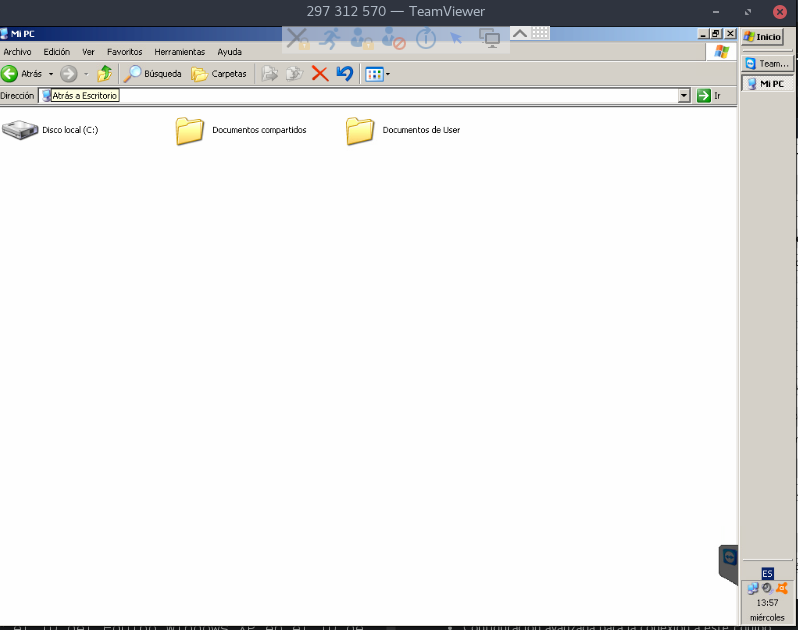 297 312 570 — TeamViewer
Mi PC
Inicio
Archivo Edición Ver Favoritos Herramientas Ayuda
Team...
Atrás Búsqueda Carpetas
Mi PC
Dirección Atrás a Escritorio Ir
Disco local (C:) Documentos compartidos Documentos de User
ES
13:57
miércoles